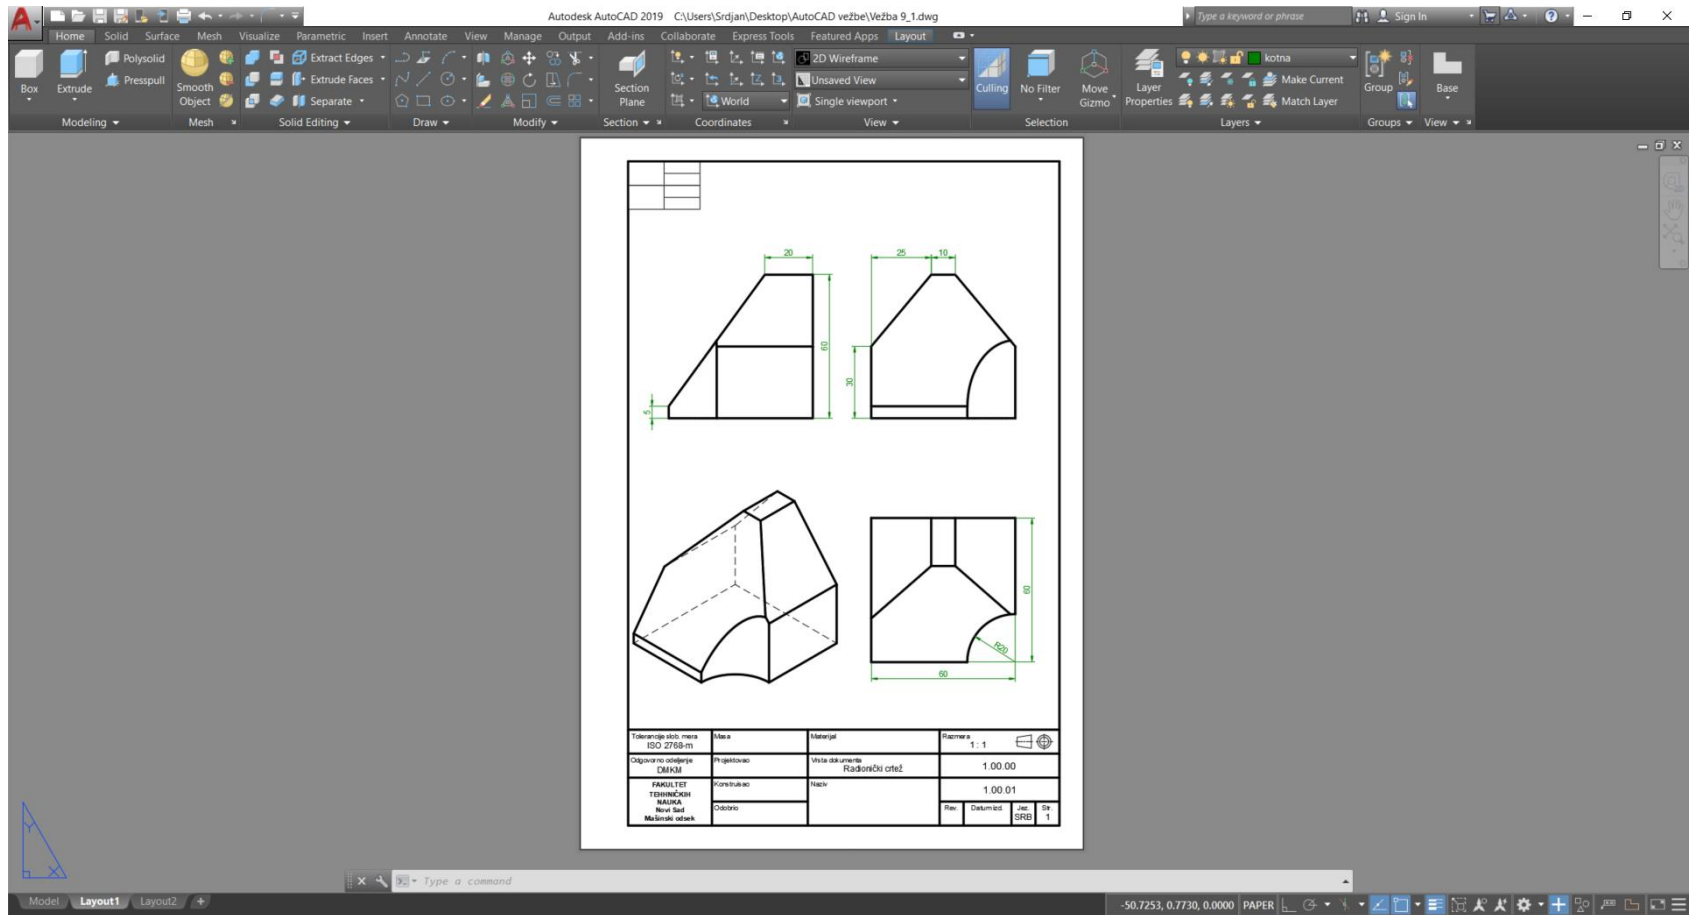 Autodesk AutoCAD 2019 C:\Users\Srdjan\Desktop\AutoCAD vežbe\Vežba 9_1.dwg
Type a keyword or phrase
Sign In
Home Solid Surface Mesh Visualize Parametric Insert Annotate View Manage Output Add-ins Collaborate Express Tools Featured Apps Layout
Box
Extrude
Polysolid
Presspull
Modeling
Smooth
Object
Mesh
Extract Edges
Extrude Faces
Separate
Solid Editing
Draw
Modify
Section
Plane
Section
World
Coordinates
2D Wireframe
Unsaved View
Single viewport
View
Culling
No Filter
Move
Gizmo
Selection
Layer
Properties
kotna
Make Current
Match Layer
Layers
Group
Groups
Base
View
20
25
10
60
30
5
60
R20
60
Tolerancije slob. mera
ISO 2768-m
Masa
Materijal
Razmera
1 : 1
Odgovorno odeljenje
DMKM
Projektovao
Vrsta dokumenta
Radionički crtež
1.00.00
FAKULTET
TEHNIČKIH
NAUKA
Novi Sad
Mašinski odsek
Konstruisao
Naziv
1.00.01
Odobrio
Rev.
Datum izd.
Jez.
SRB
Str.
1
Y
X
Type a command
Model Layout1 Layout2 +
-50.7253, 0.7730, 0.0000 PAPER